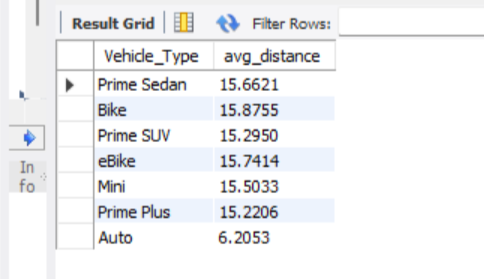 Result Grid Filter Rows:
Vehicle_Type avg_distance
Prime Sedan 15.6621
Bike 15.8755
Prime SUV 15.2950
eBike 15.7414
Mini 15.5033
Prime Plus 15.2206
Auto 6.2053
In
fo